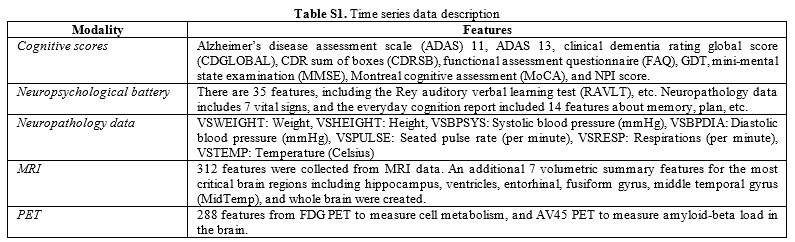 Table S1. Time series data description
Modality Features
Cognitive scores Alzheimer's disease assessment scale (ADAS) 11, ADAS 13, clinical dementia rating global score
(CDGLOBAL), CDR sum of boxes (CDRSB), functional assessment questionnaire (FAQ), GDT, mini-mental
state examination (MMSE), Montreal cognitive assessment (MoCA), and NPI score.
Neuropsychological battery There are 35 features, including the Rey auditory verbal learning test (RAVLT), etc. Neuropathology data
includes 7 vital signs, and the everyday cognition report included 14 features about memory, plan, etc.
Neuropathology data VSWEIGHT: Weight, VSHEIGHT: Height, VSBPSYS: Systolic blood pressure (mmHg), VSBPDIA: Diastolic
blood pressure (mmHg), VSPULSE: Seated pulse rate (per minute), VSRESP: Respirations (per minute),
VSTEMP: Temperature (Celsius)
MRI 312 features were collected from MRI data. An additional 7 volumetric summary features for the most
critical brain regions including hippocampus, ventricles, entorhinal, fusiform gyrus, middle temporal gyrus
(MidTemp), and whole brain were created.
PET 288 features from FDG PET to measure cell metabolism, and AV45 PET to measure amyloid-beta load in
the brain.